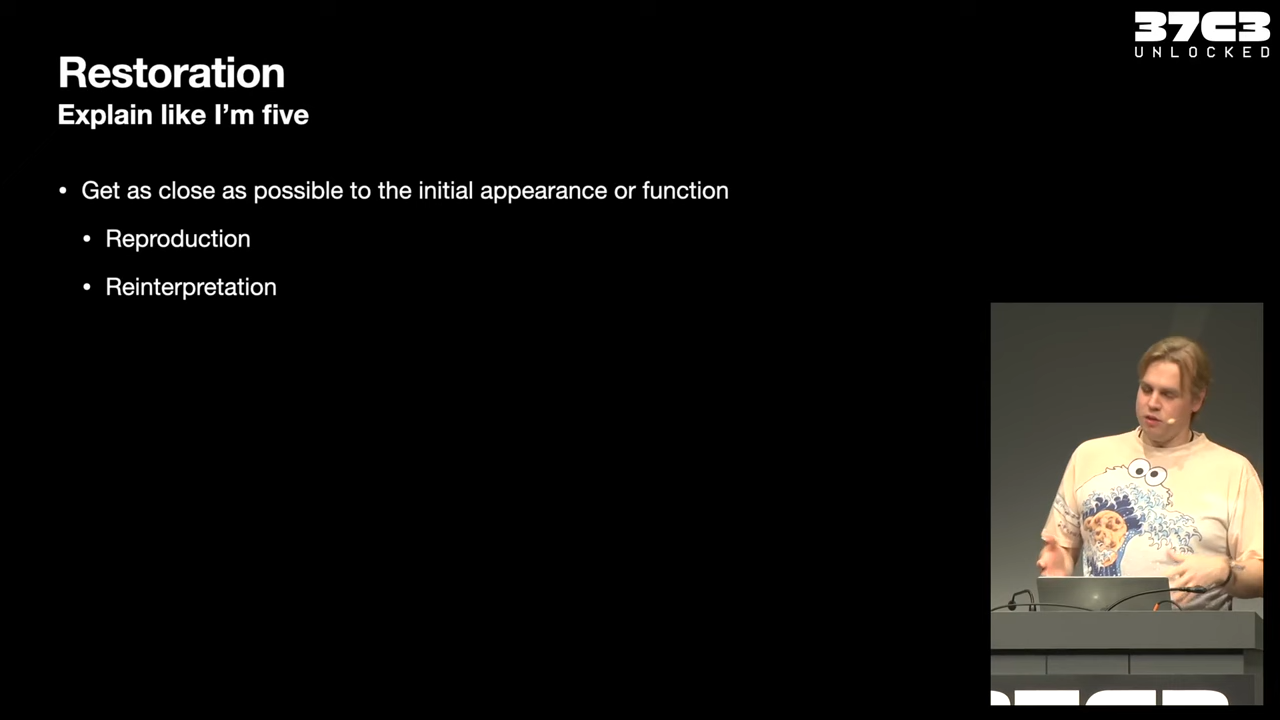 37C3
UNLOCKED
Restoration
Explain like I'm five
• Get as close as possible to the initial appearance or function
• Reproduction
• Reinterpretation